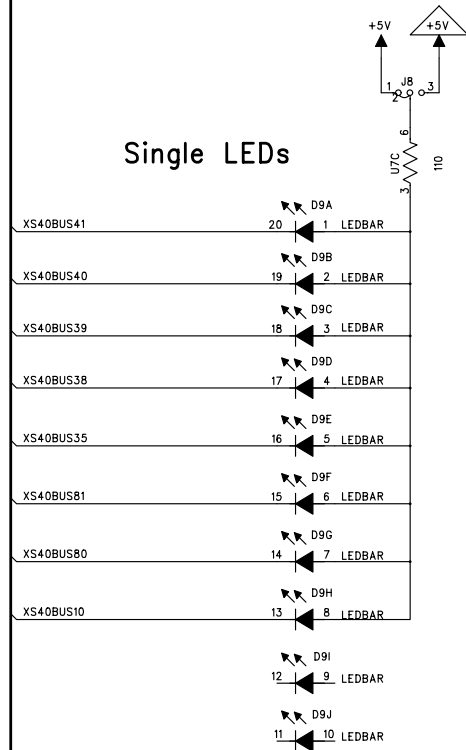 +5V +5V
J8
1 2 3
6
U7C 110
3
Single LEDs
D9A
XS40BUS41 20 1 LEDBAR
D9B
XS40BUS40 19 2 LEDBAR
D9C
XS40BUS39 18 3 LEDBAR
D9D
XS40BUS38 17 4 LEDBAR
D9E
XS40BUS35 16 5 LEDBAR
D9F
XS40BUS81 15 6 LEDBAR
D9G
XS40BUS80 14 7 LEDBAR
D9H
XS40BUS10 13 8 LEDBAR
D9I
12 9 LEDBAR
D9J
11 10 LEDBAR